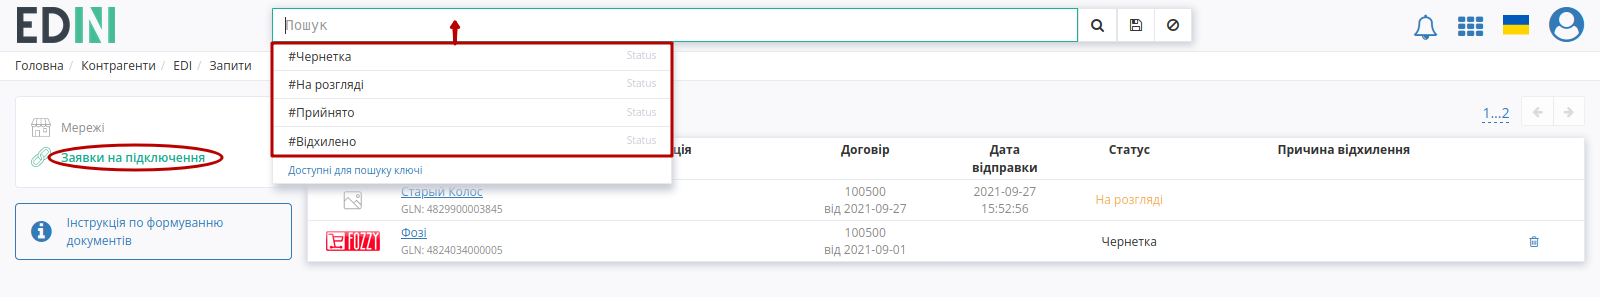 EDIN
Пошук
Головна / Контрагенти / EDI / Запити
#Чернетка Status
#На розгляді Status
#Прийнято Status
#Відхилено Status
Доступні для пошуку ключі
Мережі
Заявки на підключення
Інструкція по формуванню
документів
1...2
ція Договір Дата
відправки Статус Причина відхилення
Старый Колос
GLN: 4829900003845
100500
від 2021-09-27
2021-09-27
15:52:56
На розгляді
FOZZY
Фозі
GLN: 4824034000005
100500
від 2021-09-01
Чернетка